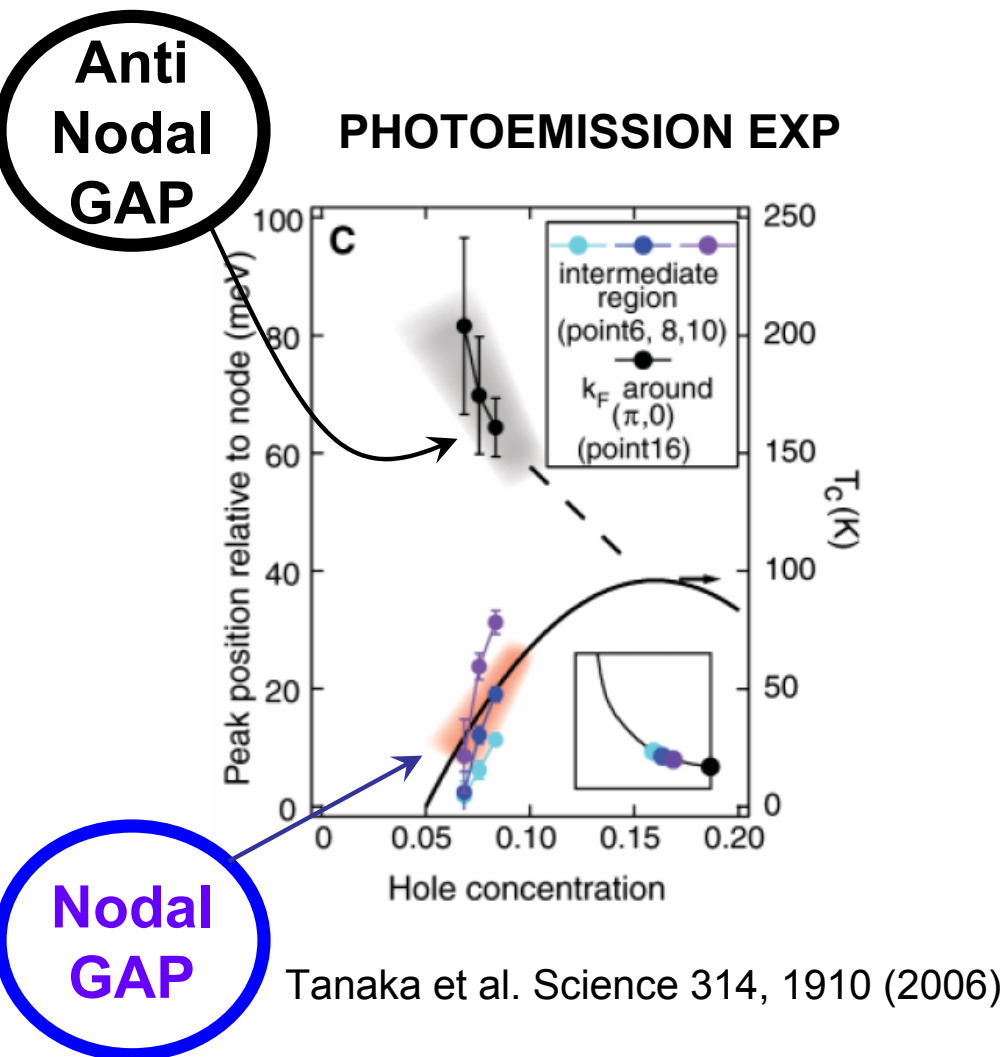 Anti
Nodal
GAP
PHOTOEMISSION EXP
C
100
80
60
40
20
0
Peak position relative to node (meV)
250
200
150
100
50
0
Tc (K)
intermediate
region
(point6, 8,10)
kF around
(π,0)
(point16)
0 0.05 0.10 0.15 0.20
Hole concentration
Nodal
GAP
Tanaka et al. Science 314, 1910 (2006)